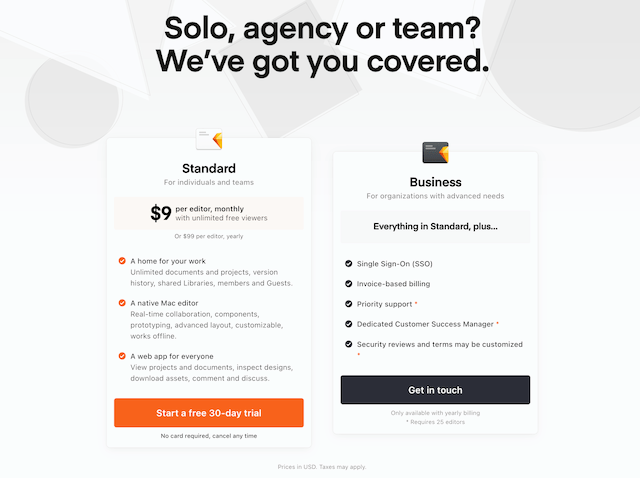 Solo, agency or team?
We’ve got you covered.
Standard
For individuals and teams
$9 per editor, monthly
with unlimited free viewers
Or $99 per editor, yearly
A home for your work
Unlimited documents and projects, version
history, shared Libraries, members and Guests.
A native Mac editor
Real-time collaboration, components,
prototyping, advanced layout, customizable,
works offline.
A web app for everyone
View projects and documents, inspect designs,
download assets, comment and discuss.
Start a free 30-day trial
No card required, cancel any time
Business
For organizations with advanced needs
Everything in Standard, plus...
Single Sign-On (SSO)
Invoice-based billing
Priority support *
Dedicated Customer Success Manager *
Security reviews and terms may be customized
*
Get in touch
Only available with yearly billing
* Requires 25 editors
Prices in USD. Taxes may apply.